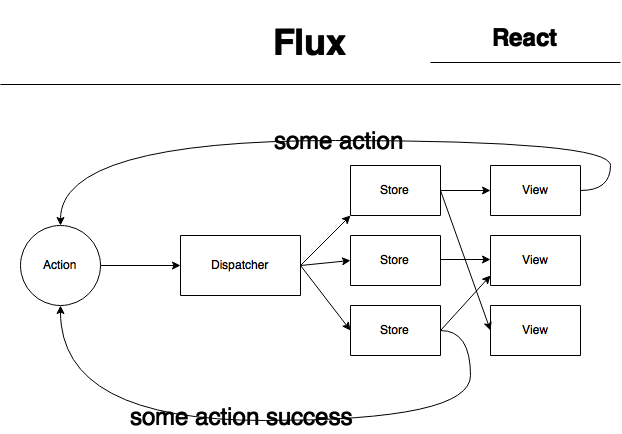 Flux
React
some action
Store
View
Action
Dispatcher
Store
View
Store
View
some action success